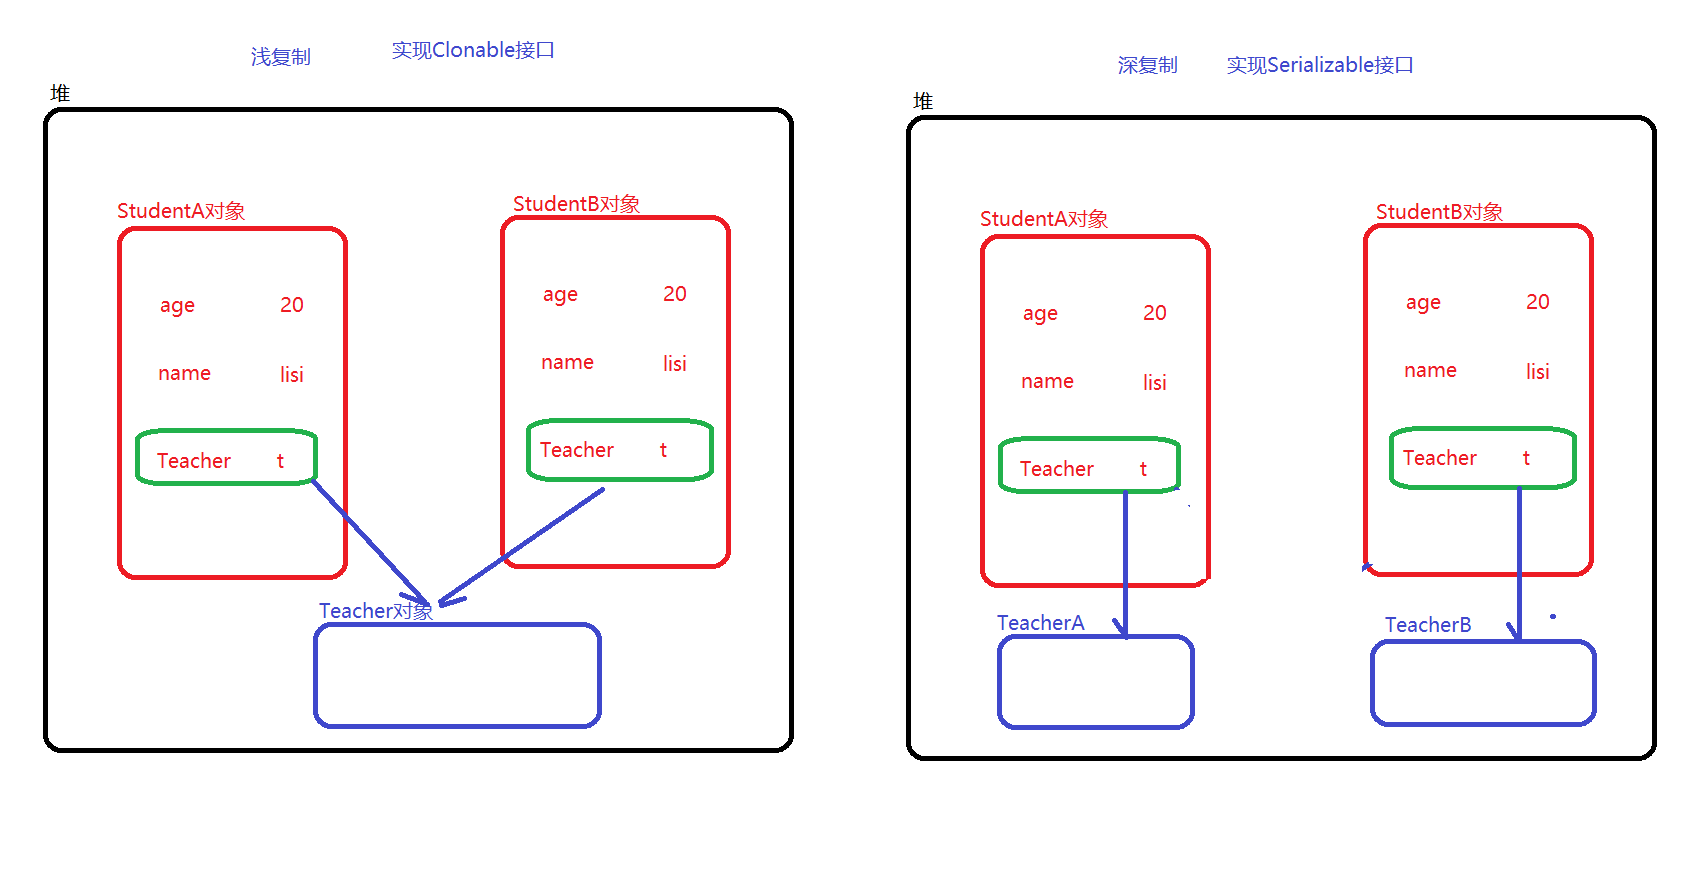 浅复制 实现Clonable接口
堆
StudentA对象
age 20
name lisi
Teacher t
StudentB对象
age 20
name lisi
Teacher t
Teacher对象
深复制 实现Serializable接口
堆
StudentA对象
age 20
name lisi
Teacher t
StudentB对象
age 20
name lisi
Teacher t
TeacherA
TeacherB